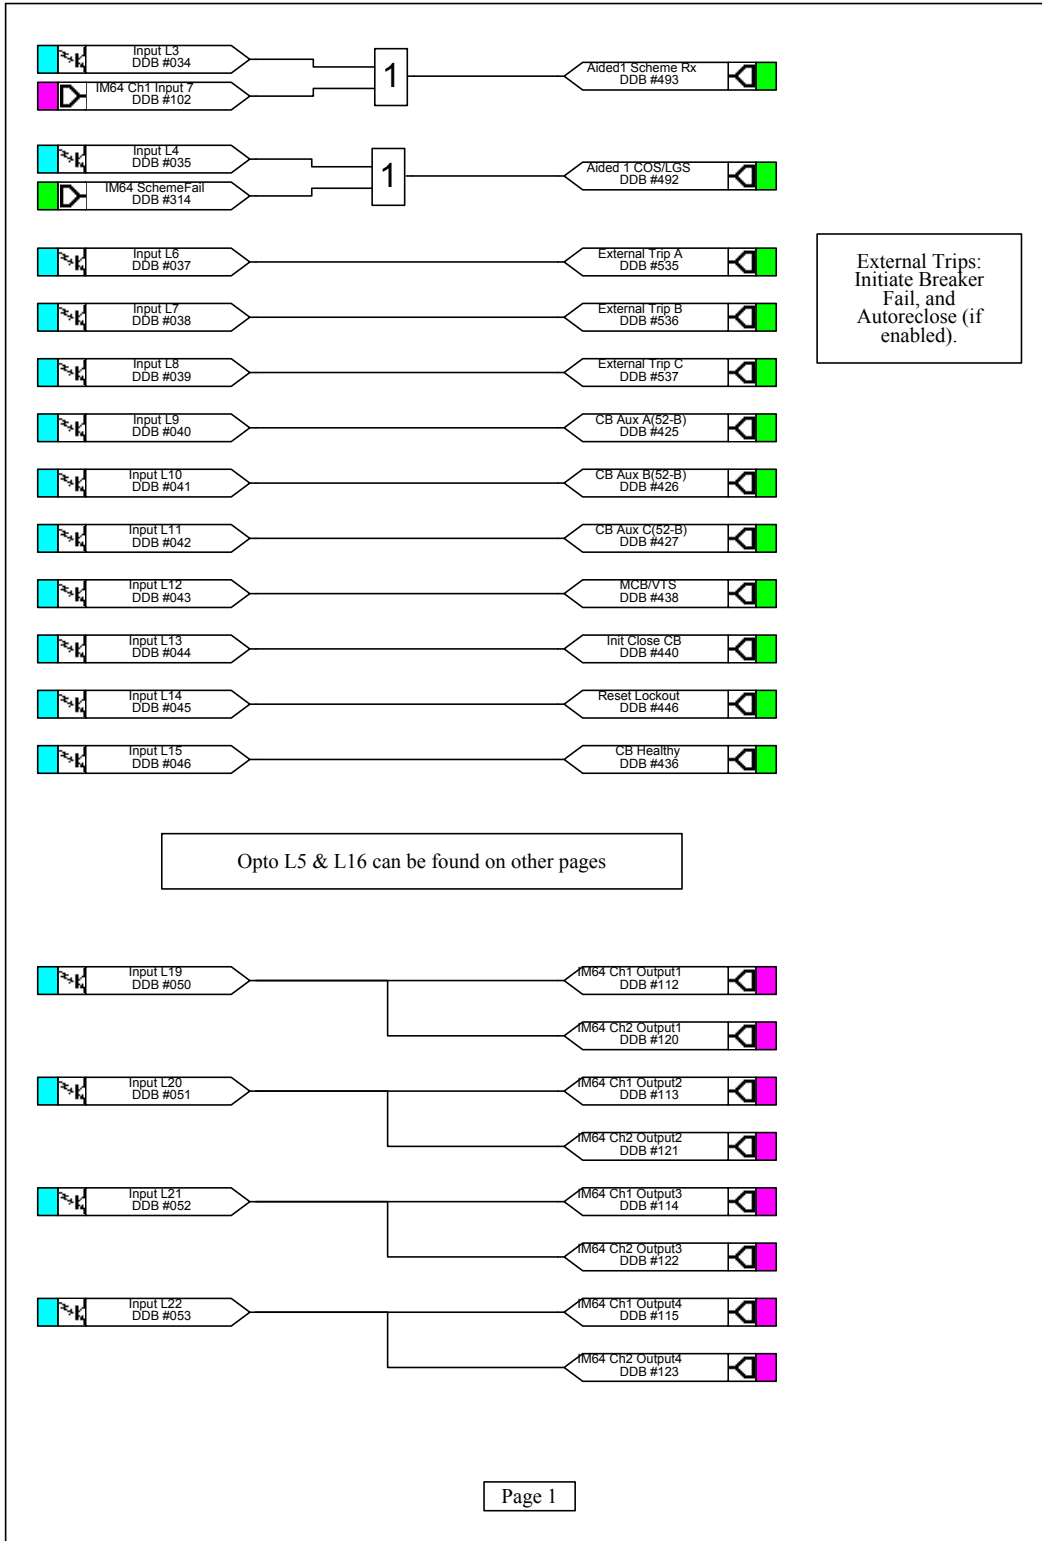 Input L3
DDB #034
IM64 Ch1 Input 7
DDB #102
1
Aided1 Scheme Rx
DDB #493
Input L4
DDB #035
IM64 SchemeFail
DDB #314
1
Aided 1 COS/LGS
DDB #492
Input L6
DDB #037
External Trip A
DDB #535
External Trips:
Initiate Breaker
Fail, and
Autoreclose (if
enabled).
Input L7
DDB #038
External Trip B
DDB #536
Input L8
DDB #039
External Trip C
DDB #537
Input L9
DDB #040
CB Aux A(52-B)
DDB #425
Input L10
DDB #041
CB Aux B(52-B)
DDB #426
Input L11
DDB #042
CB Aux C(52-B)
DDB #427
Input L12
DDB #043
MCB/VTS
DDB #438
Input L13
DDB #044
Init Close CB
DDB #440
Input L14
DDB #045
Reset Lockout
DDB #446
Input L15
DDB #046
CB Healthy
DDB #436
Opto L5 & L16 can be found on other pages
Input L19
DDB #050
IM64 Ch1 Output1
DDB #112
IM64 Ch2 Output1
DDB #120
Input L20
DDB #051
IM64 Ch1 Output2
DDB #113
IM64 Ch2 Output2
DDB #121
Input L21
DDB #052
IM64 Ch1 Output3
DDB #114
IM64 Ch2 Output3
DDB #122
Input L22
DDB #053
IM64 Ch1 Output4
DDB #115
IM64 Ch2 Output4
DDB #123
Page 1